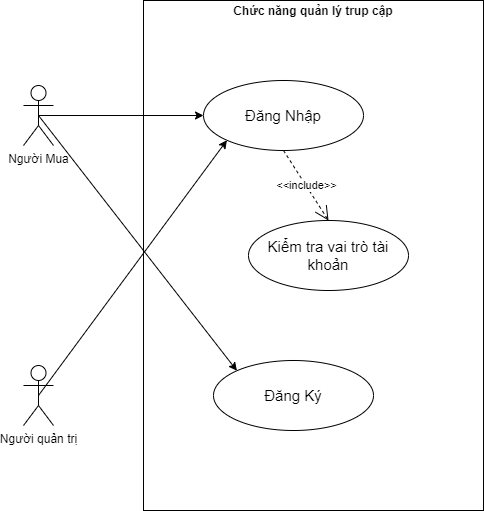 Chức năng quản lý trup cập
Đăng Nhập
Người Mua
<<include>>
Kiểm tra vai trò tài
khoản
Đăng Ký
Người quản trị